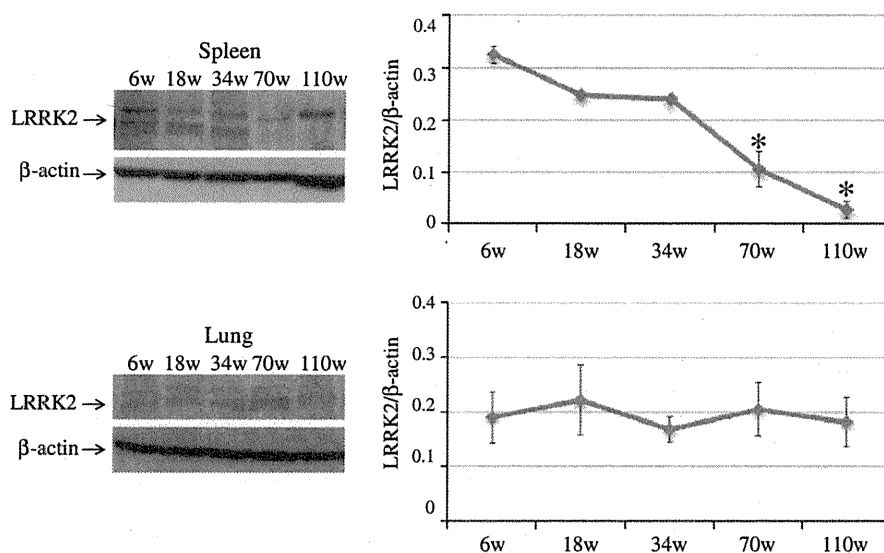 Spleen
6w 18w 34w 70w 110w
LRRK2 →
β-actin →
LRRK2/β-actin
0.4
0.3
0.2
0.1
0
*
*
6w 18w 34w 70w 110w
Lung
6w 18w 34w 70w 110w
LRRK2 →
β-actin →
LRRK2/β-actin
0.4
0.3
0.2
0.1
0
6w 18w 34w 70w 110w